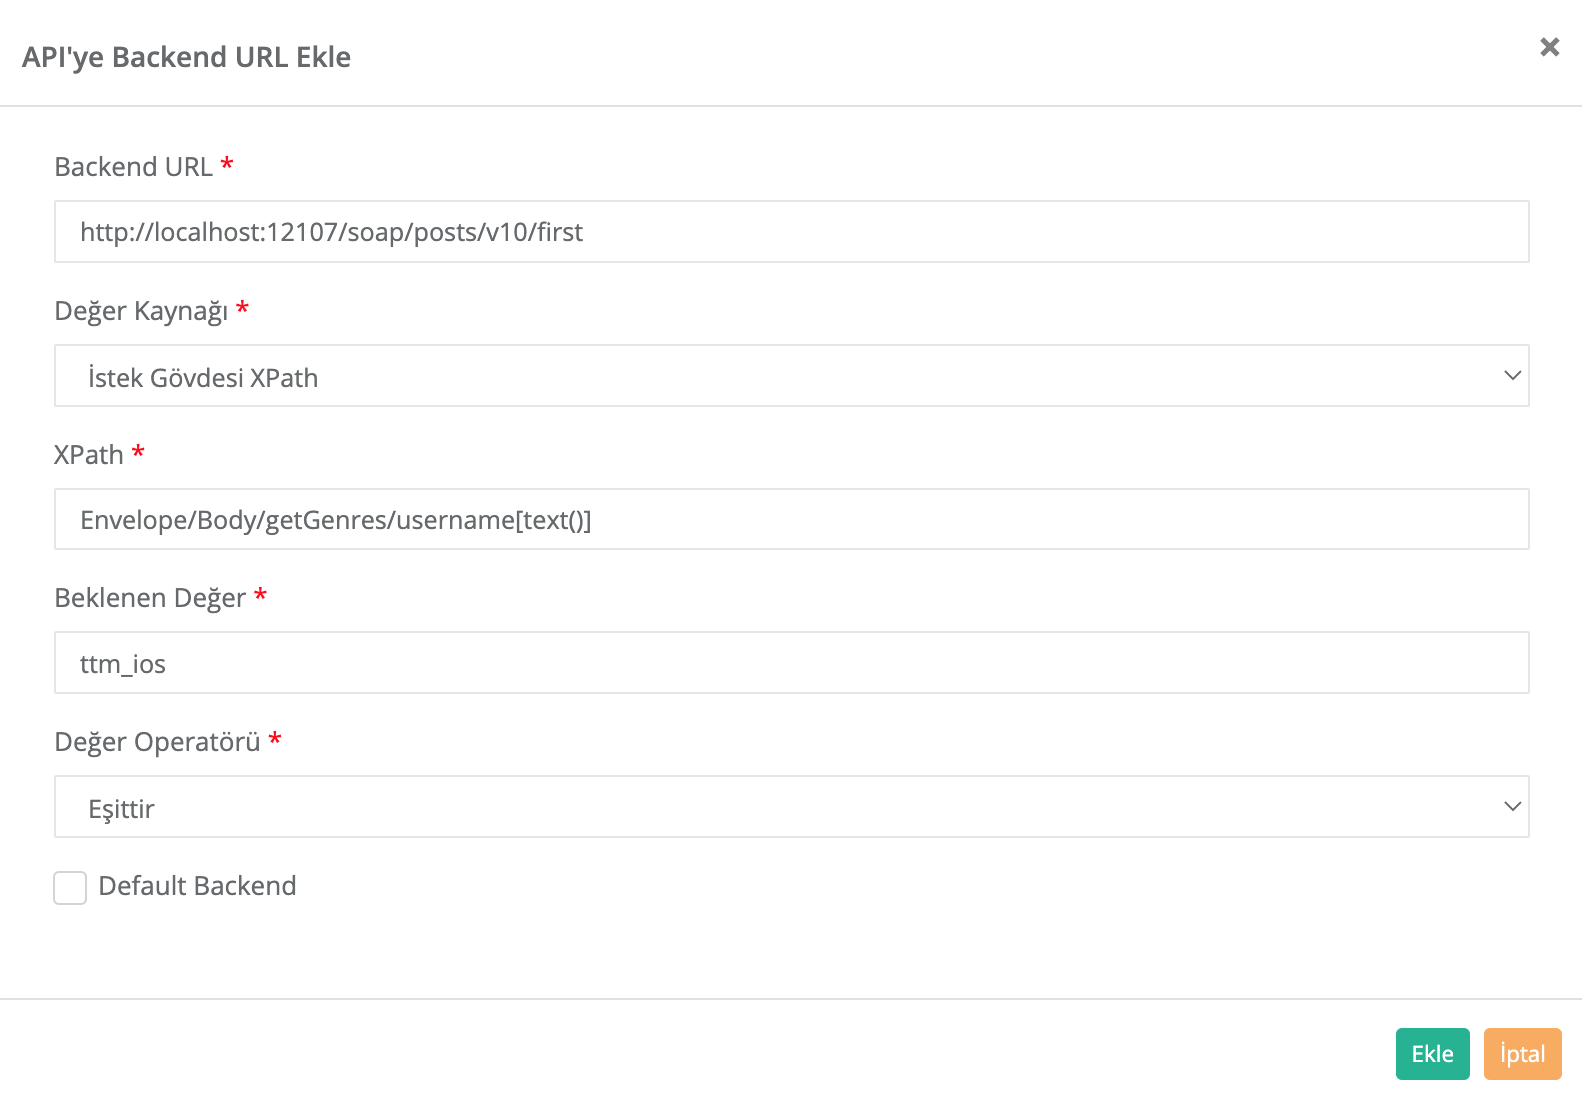 API'ye Backend URL Ekle
Backend URL *
http://localhost:12107/soap/posts/v10/first
Değer Kaynağı *
İstek Gövdesi XPath
XPath *
Envelope/Body/getGenres/username[text()]
Beklenen Değer *
ttm_ios
Değer Operatörü *
Eşittir
Default Backend
Ekle İptal